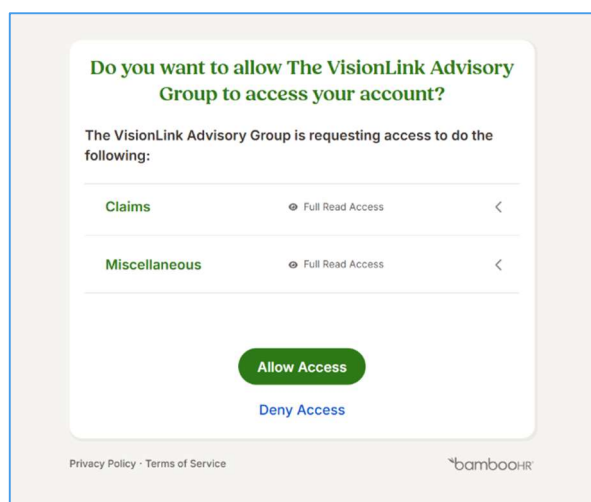 Do you want to allow The VisionLink Advisory
Group to access your account?
The VisionLink Advisory Group is requesting access to do the
following:
Claims Full Read Access
Miscellaneous Full Read Access
Allow Access
Deny Access
Privacy Policy · Terms of Service bambooHR